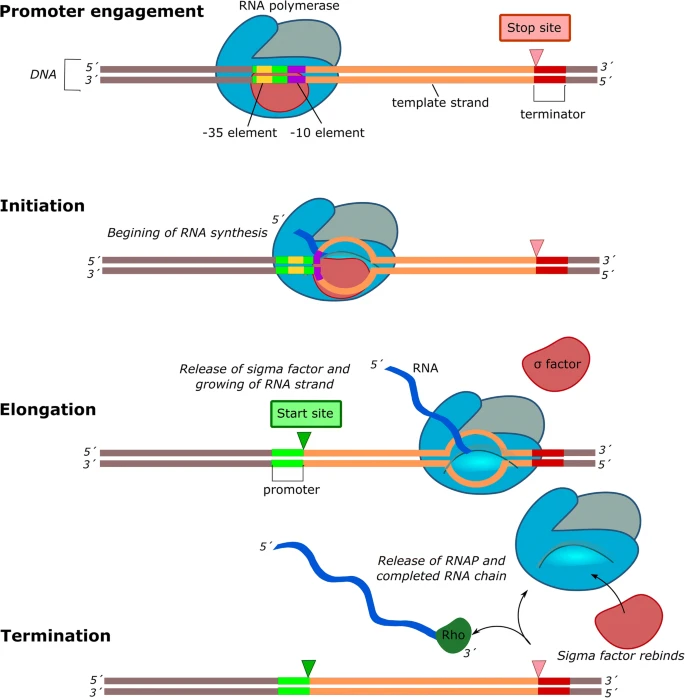 Promoter engagement
RNA polymerase
Stop site
DNA
5´
3´
3´
5´
-35 element
-10 element
template strand
terminator
Initiation
Begining of RNA synthesis
5´
5´
3´
3´
5´
Release of sigma factor and
growing of RNA strand
5´
RNA
σ factor
Elongation
Start site
5´
3´
3´
5´
promoter
5´
Release of RNAP and
completed RNA chain
Termination
Rho
3´
Sigma factor rebinds
5´
3´
3´
5´